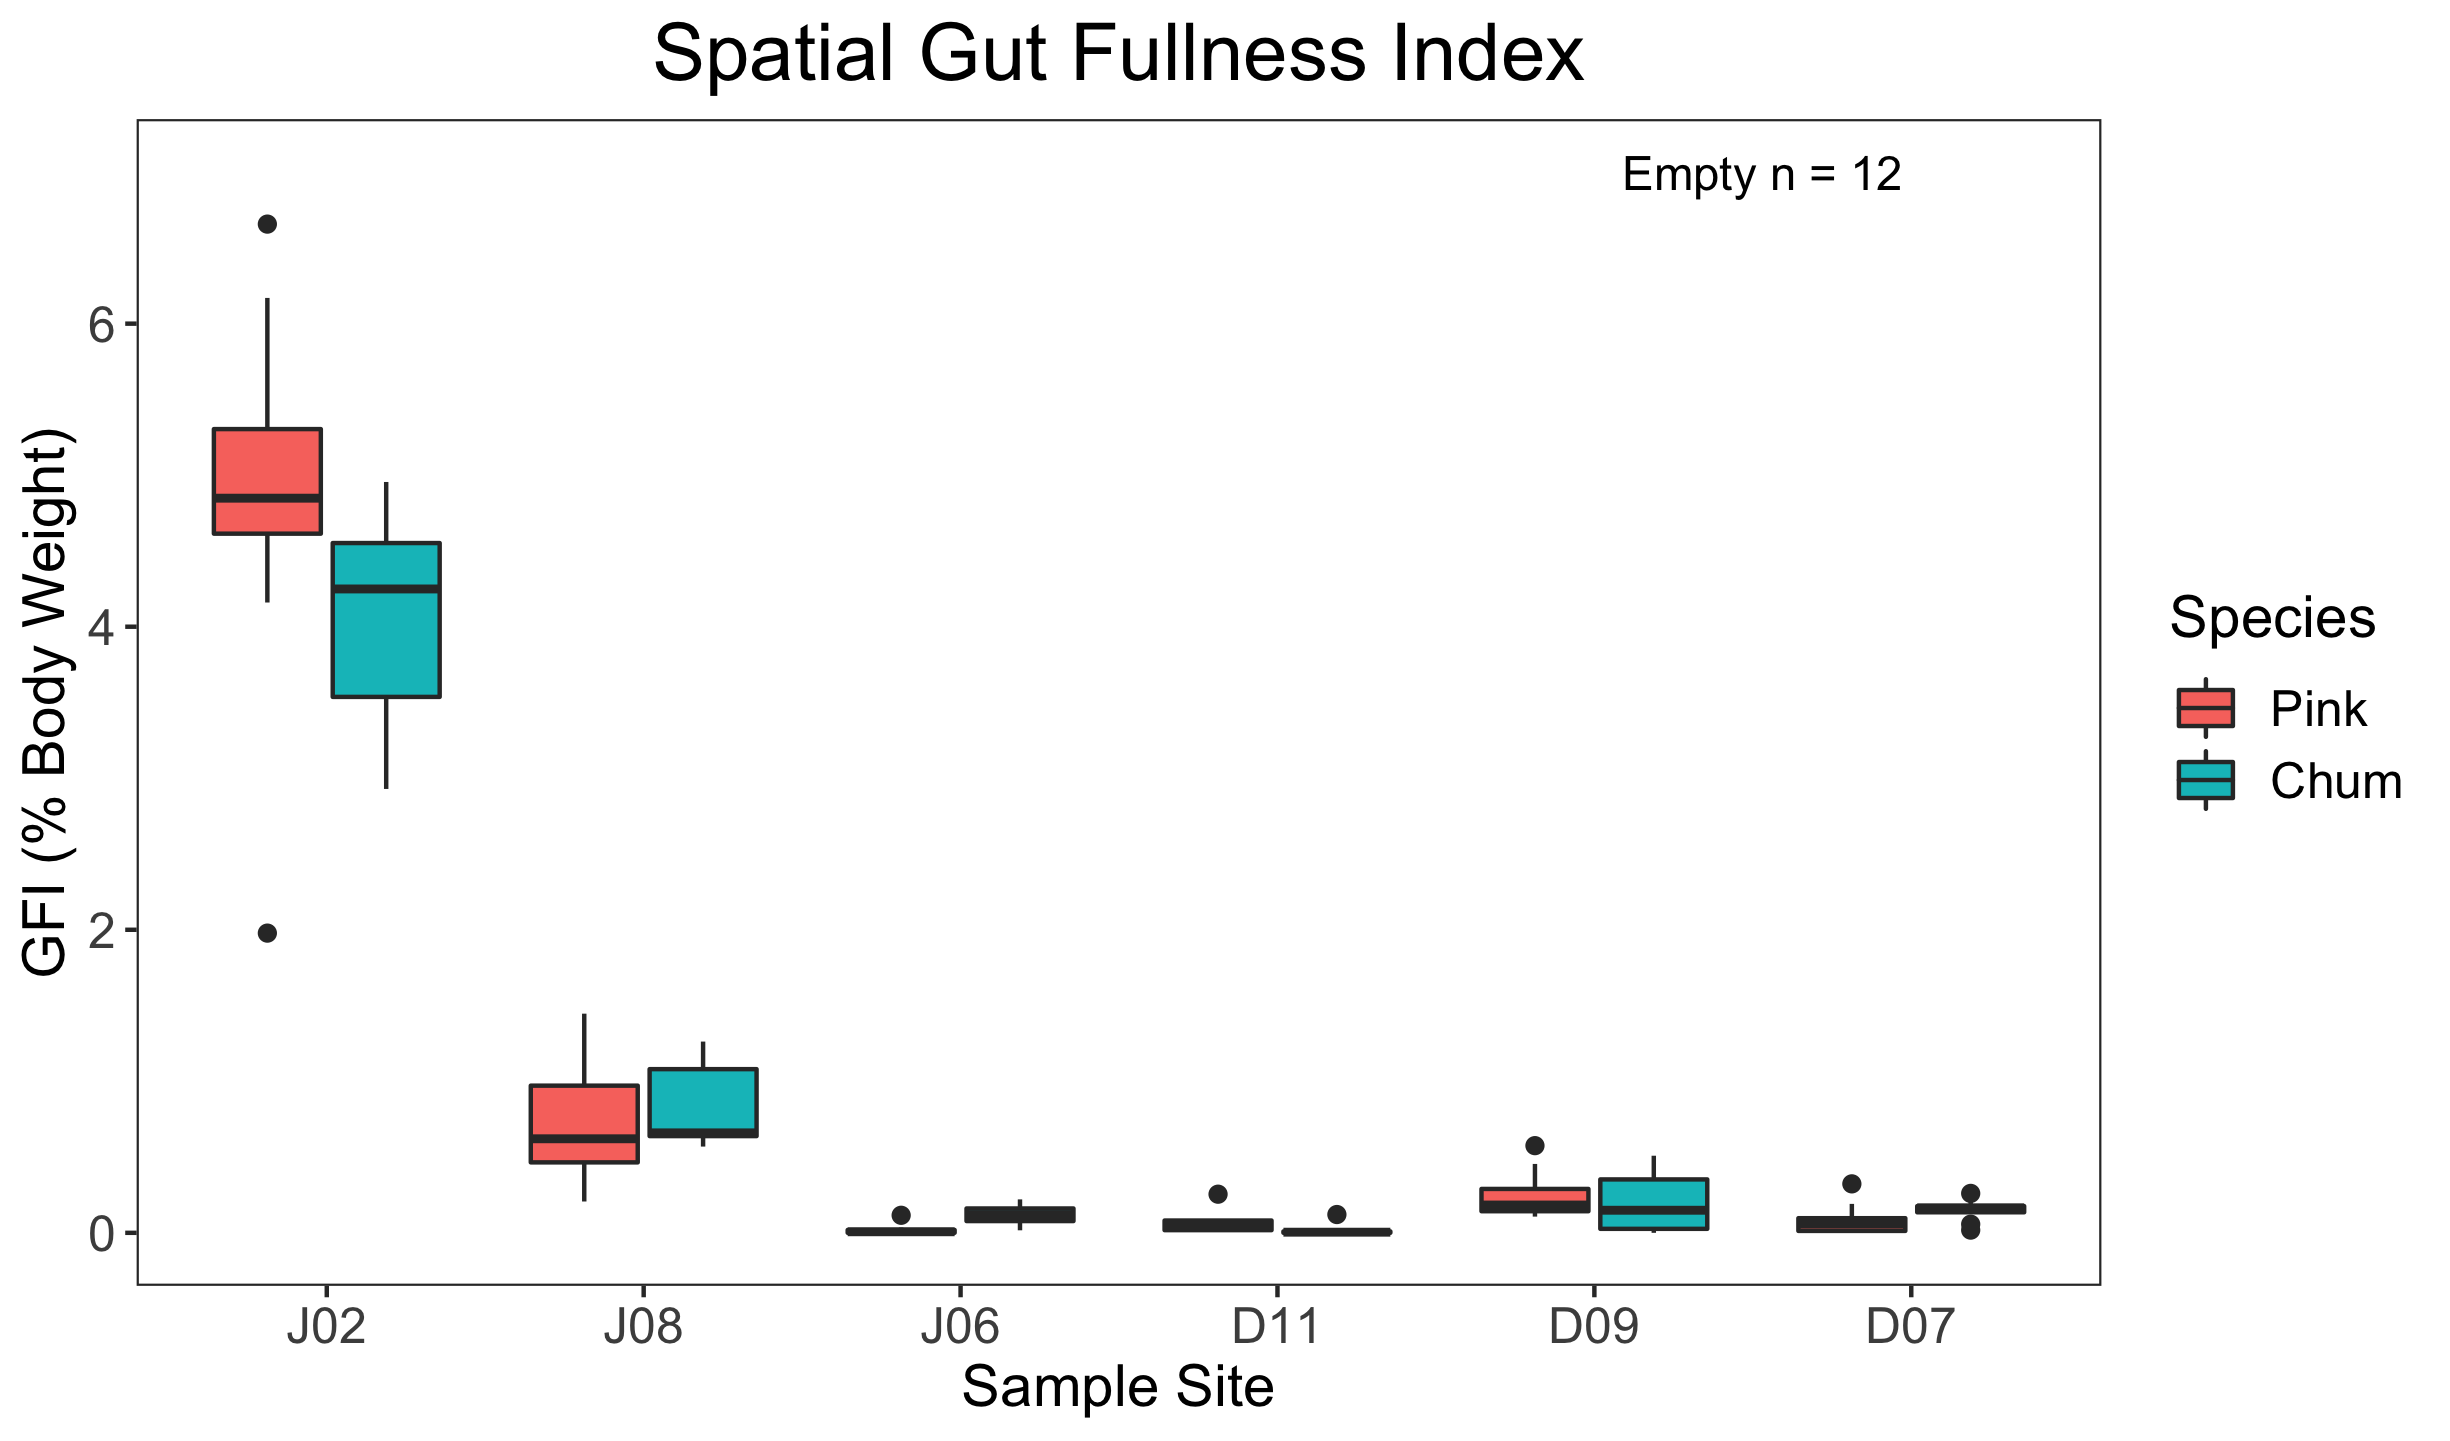 Spatial Gut Fullness Index
Empty n = 12
GFI (% Body Weight)
6
4
2
0
J02
J08
J06
D11
D09
D07
Sample Site
Species
Pink
Chum